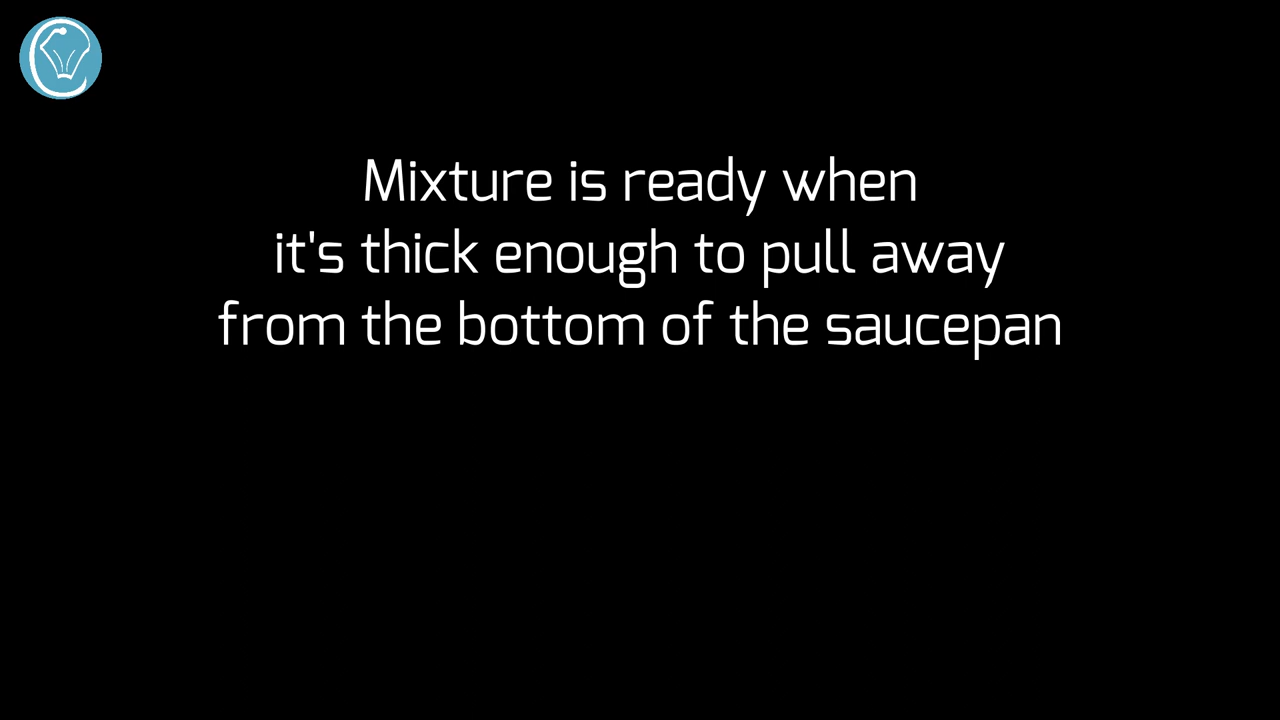 Mixture is ready when
it's thick enough to pull away
from the bottom of the saucepan